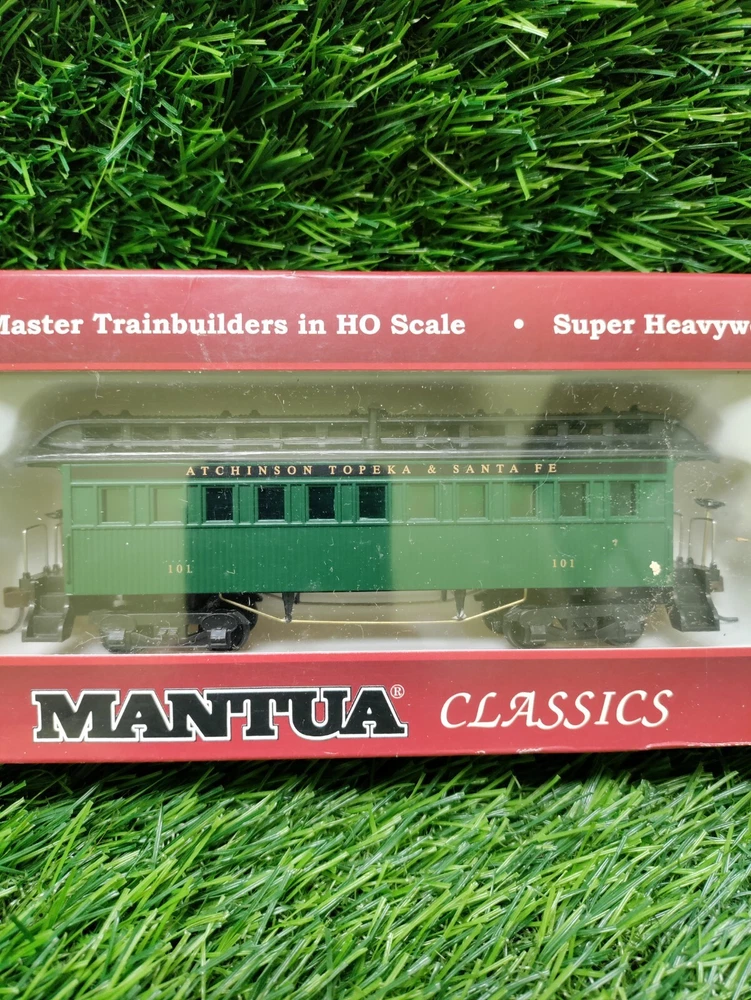 Master Trainbuilders in HO Scale • Super Heavyw
ATCHINSON TOPEKA & SANTA FE
101 101
MANTUA® CLASSICS